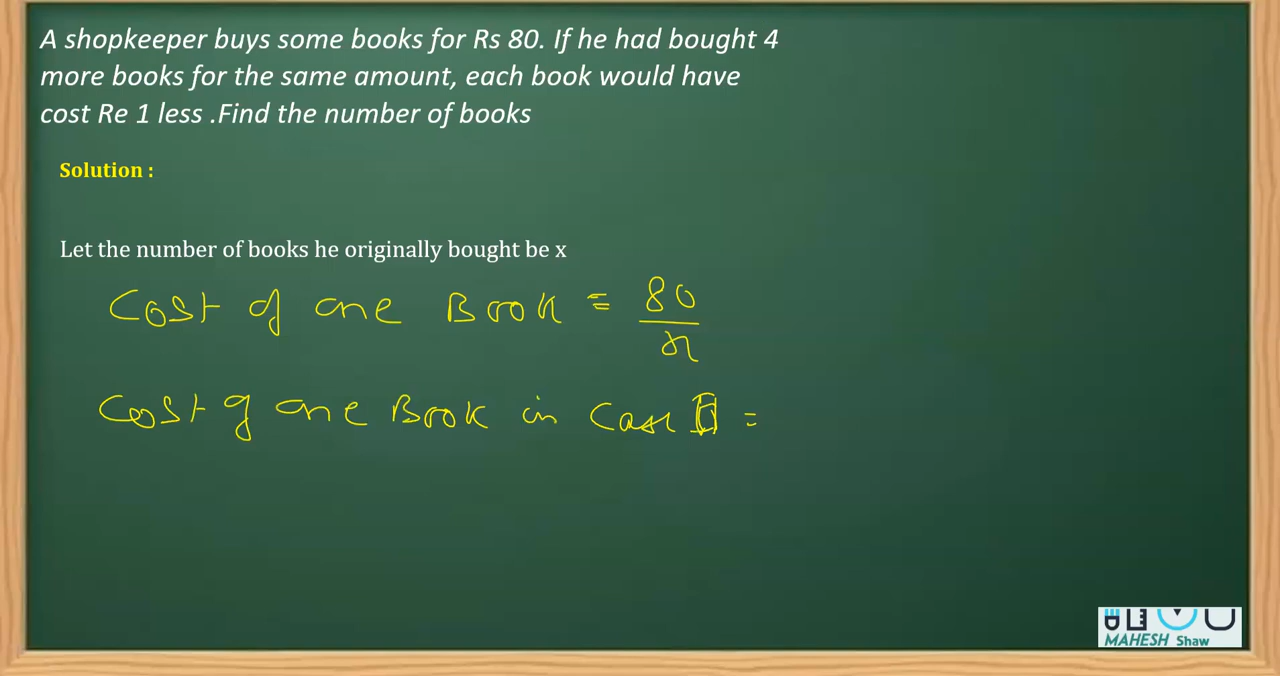 A shopkeeper buys some books for Rs 80. If he had bought 4
more books for the same amount, each book would have
cost Re 1 less .Find the number of books
Solution :
Let the number of books he originally bought be x
Cost of one Book = 80/x
Cost of one Book in Case II =
MAHESH Shaw